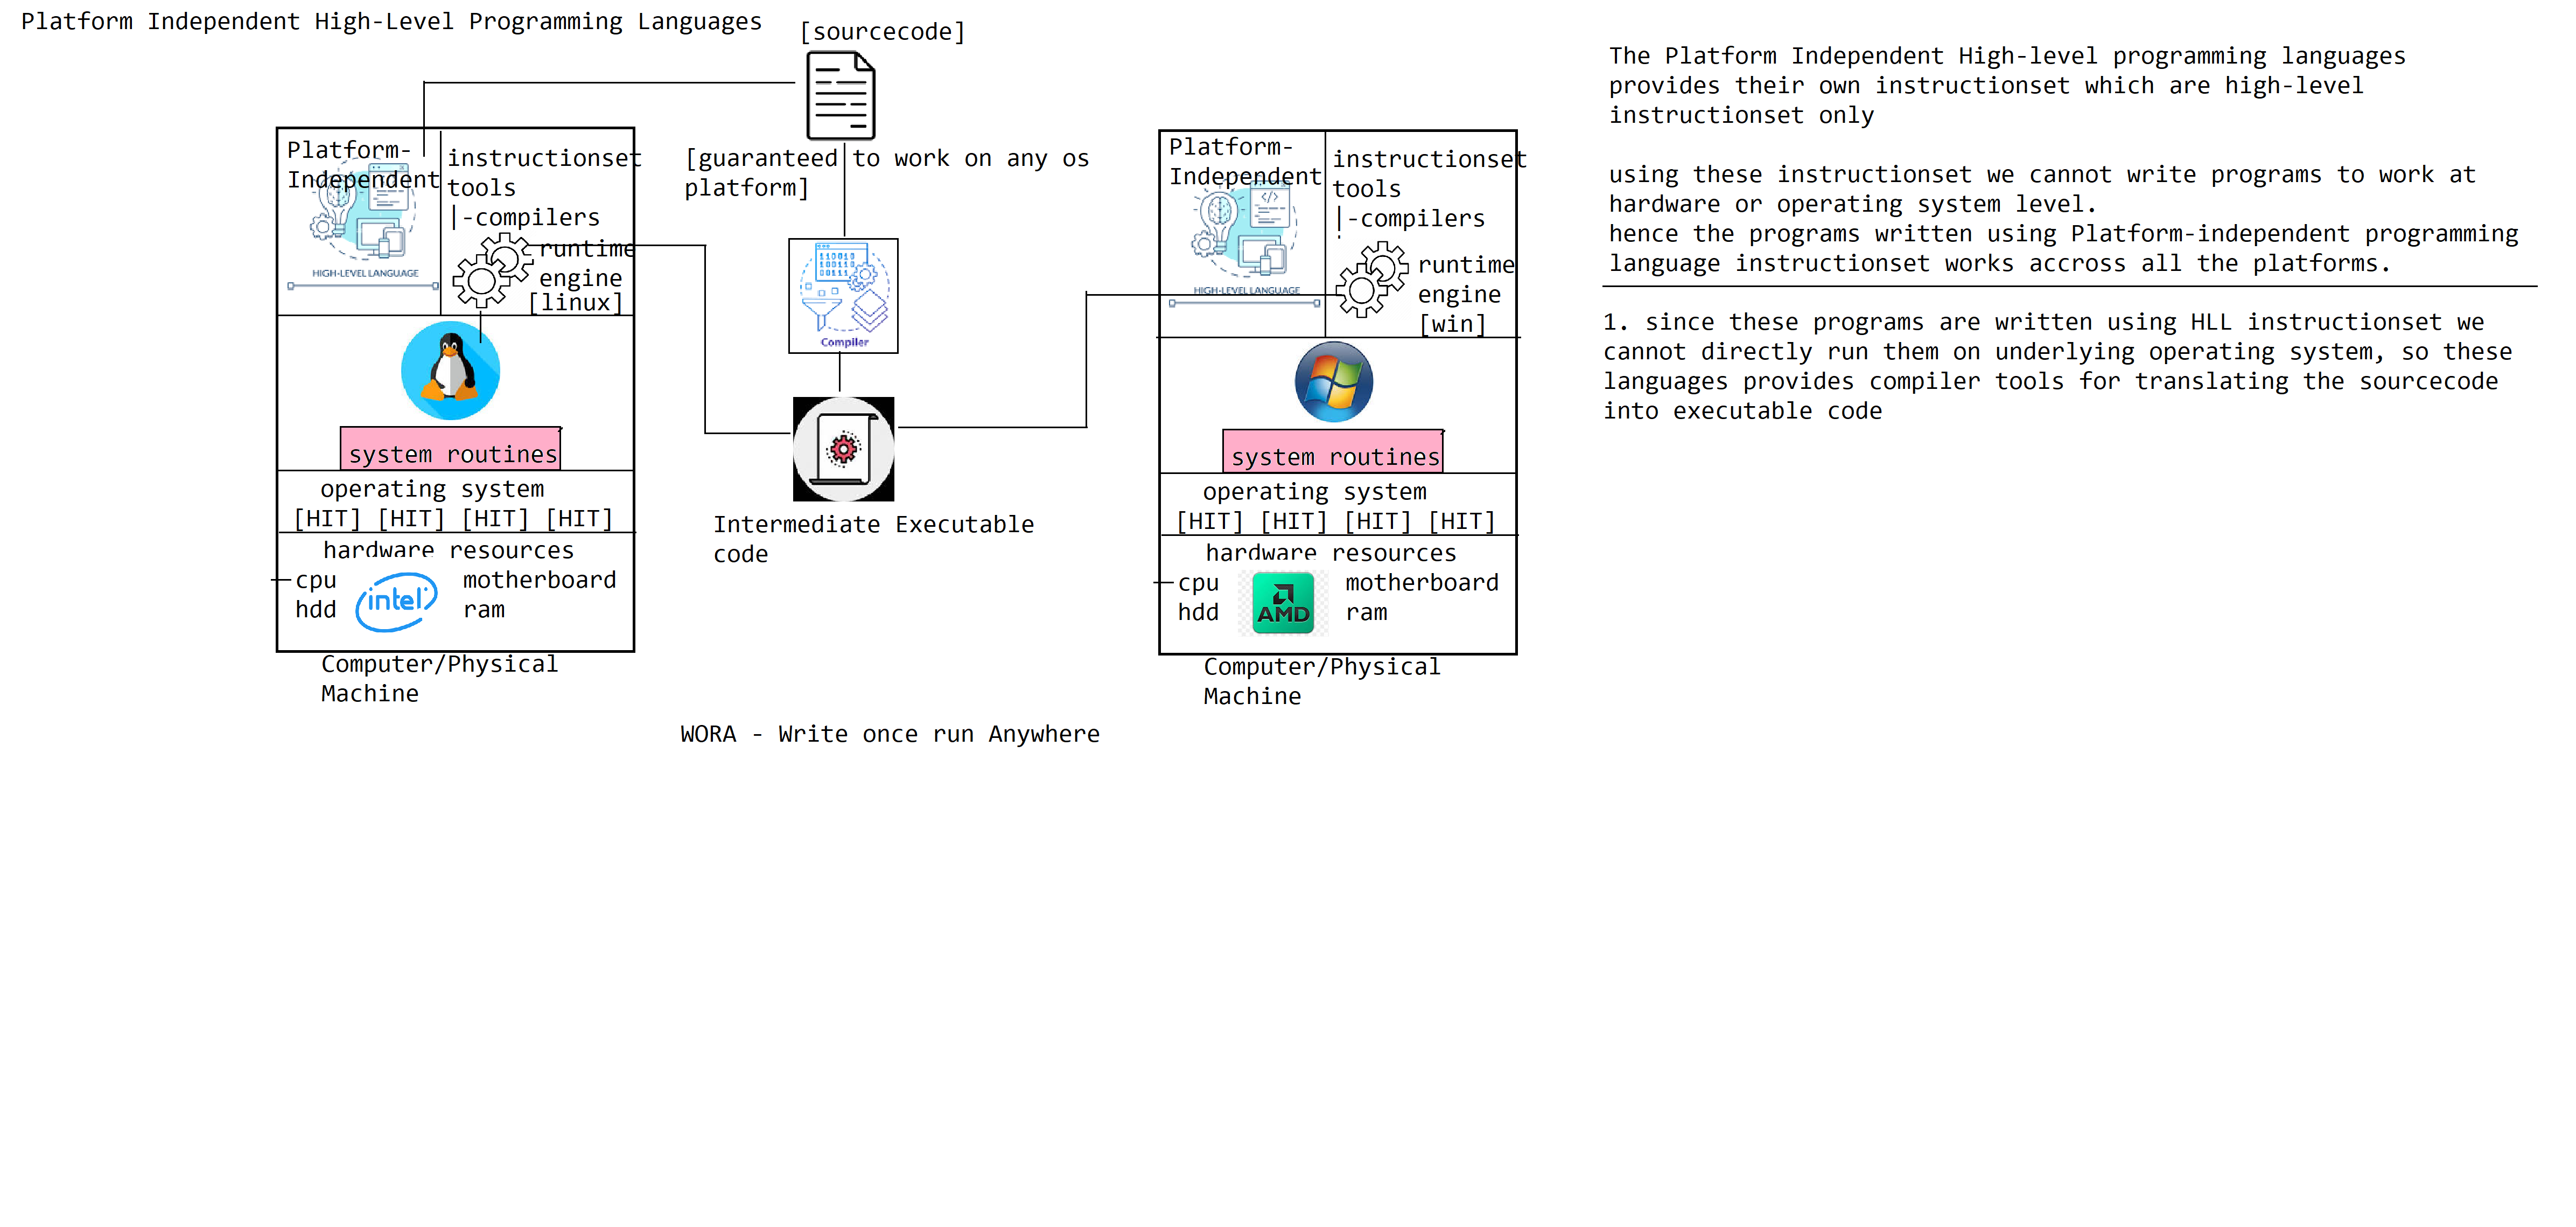 Platform Independent High-Level Programming Languages
[sourcecode]
[guaranteed to work on any os
platform]
Compiler
Intermediate Executable
code
Platform-
Independent
HIGH-LEVEL LANGUAGE
instructionset
tools
|-compilers
runtime
engine
[linux]
system routines
operating system
[HIT] [HIT] [HIT] [HIT]
hardware resources
cpu
motherboard
hdd
ram
intel
Computer/Physical
Machine
Platform-
Independent
HIGH-LEVEL LANGUAGE
instructionset
tools
|-compilers
runtime
engine
[win]
system routines
operating system
[HIT] [HIT] [HIT] [HIT]
hardware resources
cpu
motherboard
hdd
ram
AMD
Computer/Physical
Machine
WORA - Write once run Anywhere
The Platform Independent High-level programming languages
provides their own instructionset which are high-level
instructionset only
using these instructionset we cannot write programs to work at
hardware or operating system level.
hence the programs written using Platform-independent programming
language instructionset works accross all the platforms.
1. since these programs are written using HLL instructionset we
cannot directly run them on underlying operating system, so these
languages provides compiler tools for translating the sourcecode
into executable code